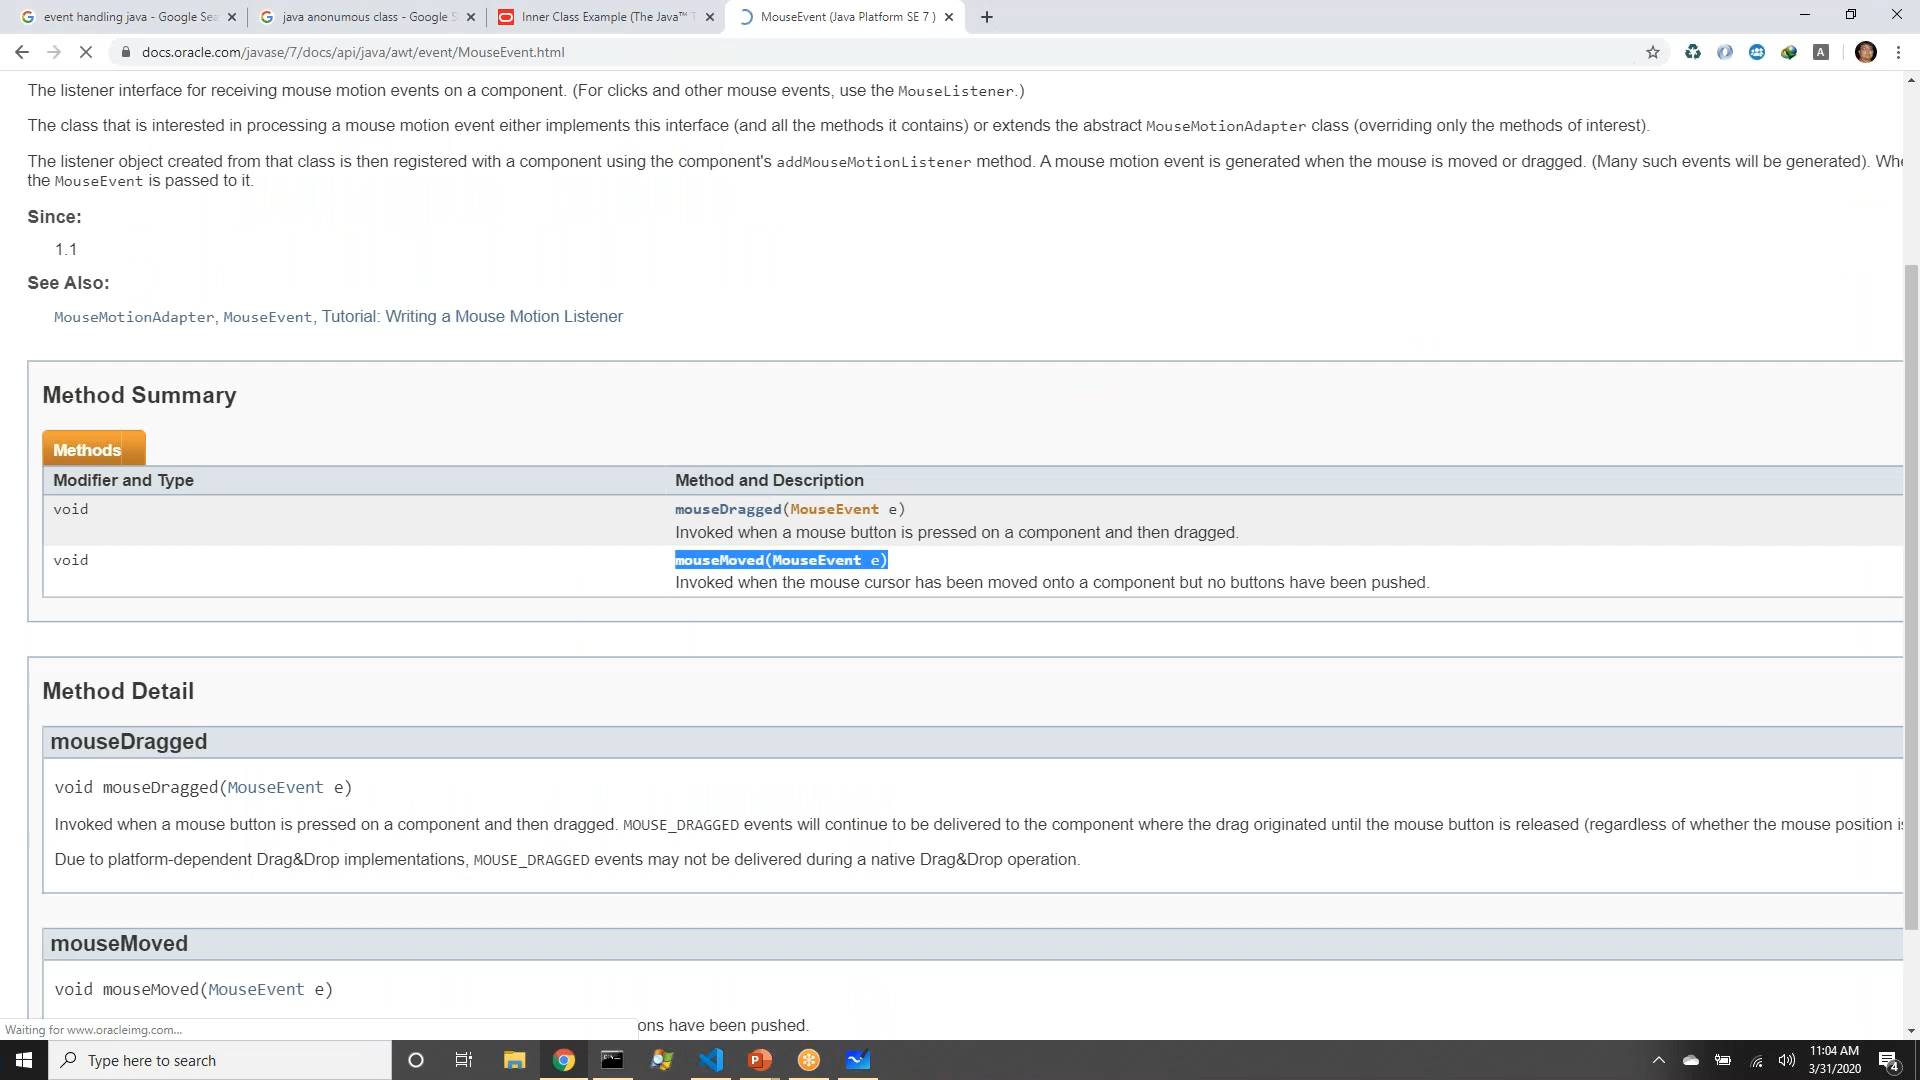 event handling java - Google Sea
java anonumous class - Google S
Inner Class Example (The Java™ T
MouseEvent (Java Platform SE 7 )
docs.oracle.com/javase/7/docs/api/java/awt/event/MouseEvent.html
The listener interface for receiving mouse motion events on a component. (For clicks and other mouse events, use the MouseListener.)
The class that is interested in processing a mouse motion event either implements this interface (and all the methods it contains) or extends the abstract MouseMotionAdapter class (overriding only the methods of interest).
The listener object created from that class is then registered with a component using the component's addMouseMotionListener method. A mouse motion event is generated when the mouse is moved or dragged. (Many such events will be generated). Whe
the MouseEvent is passed to it.
Since:
1.1
See Also:
MouseMotionAdapter, MouseEvent, Tutorial: Writing a Mouse Motion Listener
Method Summary
Methods
Modifier and Type Method and Description
void mouseDragged(MouseEvent e)
Invoked when a mouse button is pressed on a component and then dragged.
void mouseMoved(MouseEvent e)
Invoked when the mouse cursor has been moved onto a component but no buttons have been pushed.
Method Detail
mouseDragged
void mouseDragged(MouseEvent e)
Invoked when a mouse button is pressed on a component and then dragged. MOUSE_DRAGGED events will continue to be delivered to the component where the drag originated until the mouse button is released (regardless of whether the mouse position is
Due to platform-dependent Drag&Drop implementations, MOUSE_DRAGGED events may not be delivered during a native Drag&Drop operation.
mouseMoved
void mouseMoved(MouseEvent e)
ons have been pushed.
Waiting for www.oracleimg.com...
Type here to search
11:04 AM
3/31/2020
4